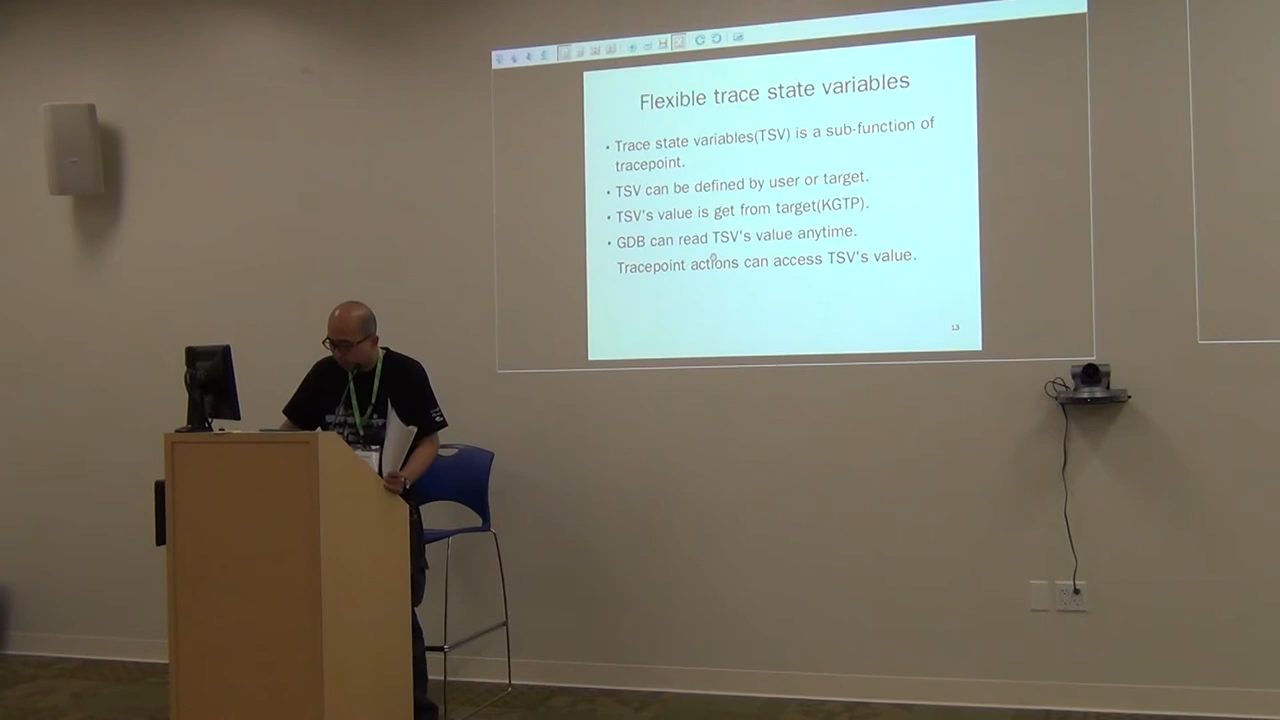 Flexible trace state variables
• Trace state variables(TSV) is a sub-function of
tracepoint.
• TSV can be defined by user or target.
• TSV's value is get from target(KGTP).
• GDB can read TSV's value anytime.
Tracepoint actions can access TSV's value.
13